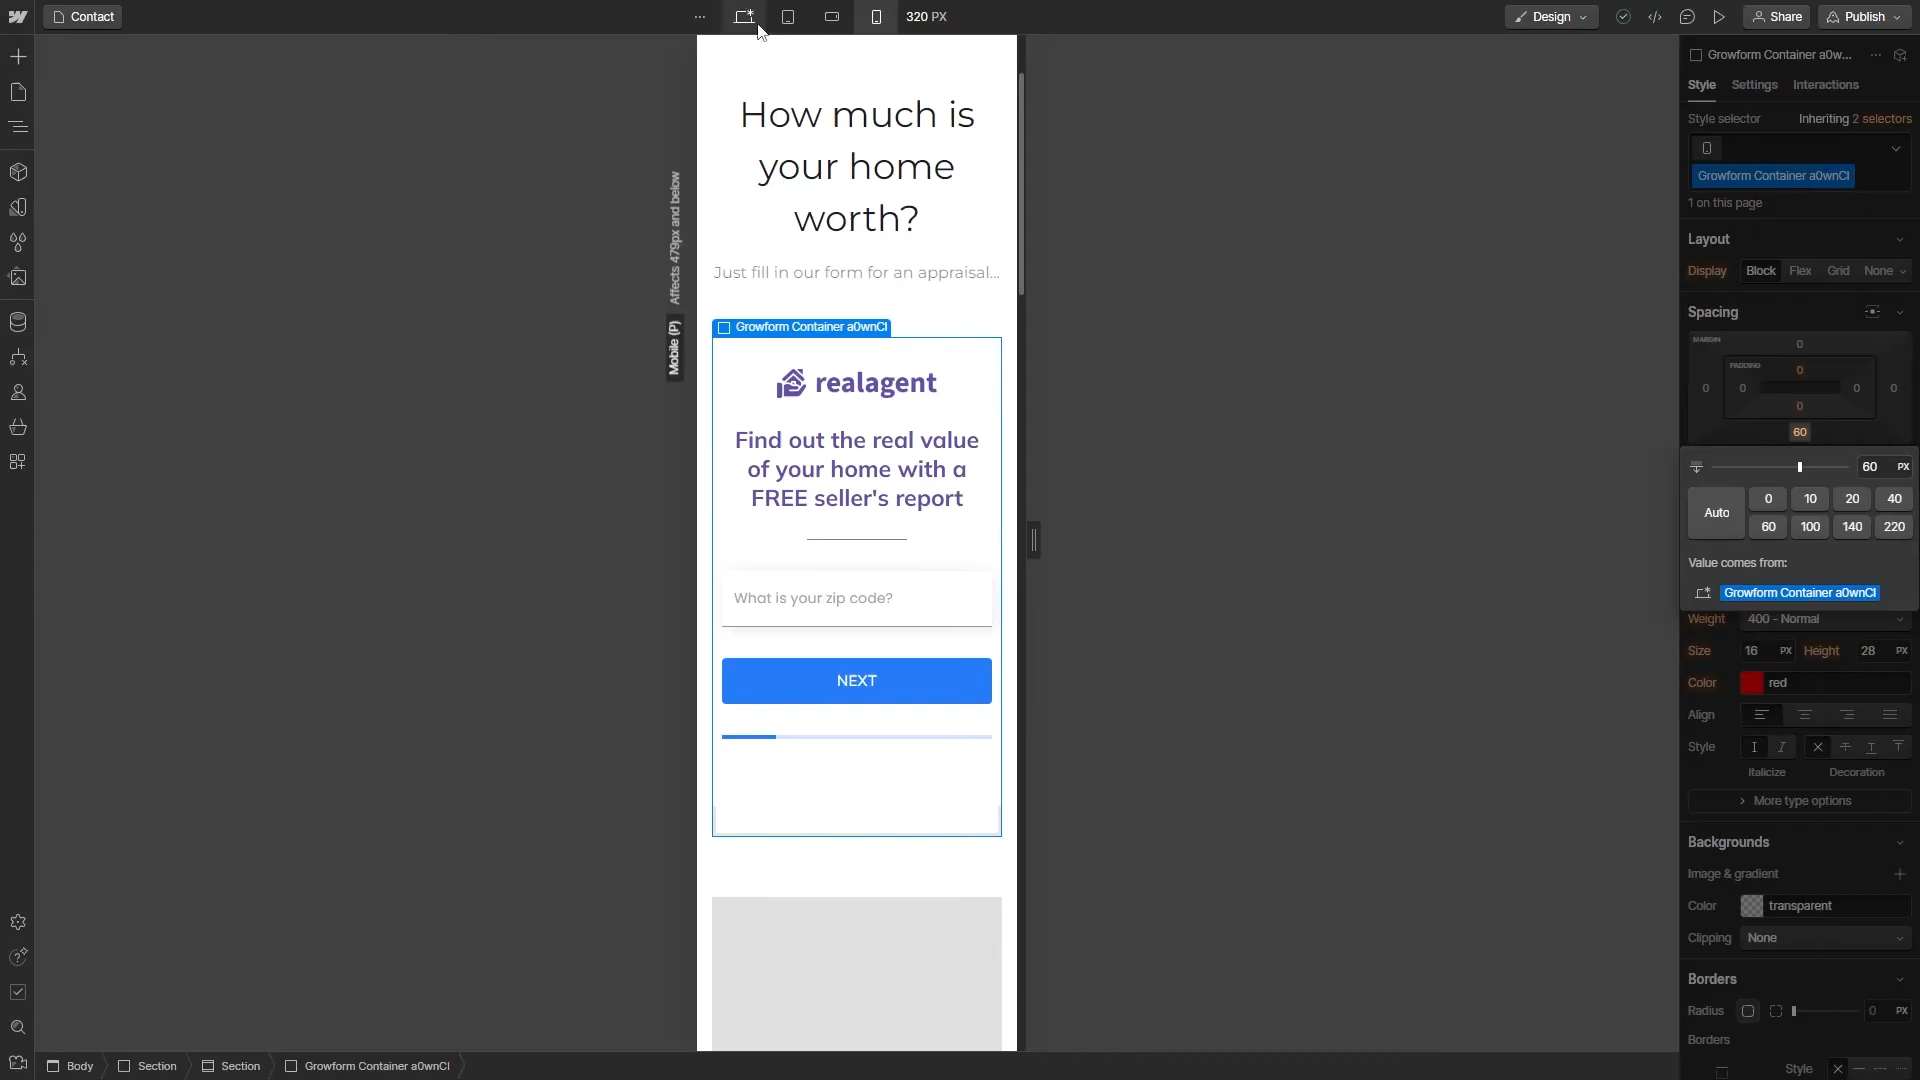 Contact
320 PX
Design
Share
Publish
Affects 479px and below
Mobile (P)
How much is
your home
worth?
Just fill in our form for an appraisal...
Growform Container a0wnCl
realagent
Find out the real value
of your home with a
FREE seller's report
What is your zip code?
NEXT
Growform Container a0w...
Style Settings Interactions
Style selector Inheriting 2 selectors
Growform Container a0wnCl
1 on this page
Layout
Display Block Flex Grid None
Spacing
MARGIN
0
PADDING
0
0 0 0 0
0
60
60 PX
Auto 0 10 20 40
60 100 140 220
Value comes from:
Growform Container a0wnCl
Weight 400 - Normal
Size 16 PX Height 28 PX
Color red
Align
Style
Italicize Decoration
More type options
Backgrounds
Image & gradient
Color transparent
Clipping None
Borders
Radius 0 PX
Borders
Style
Body Section Section Growform Container a0wnCl